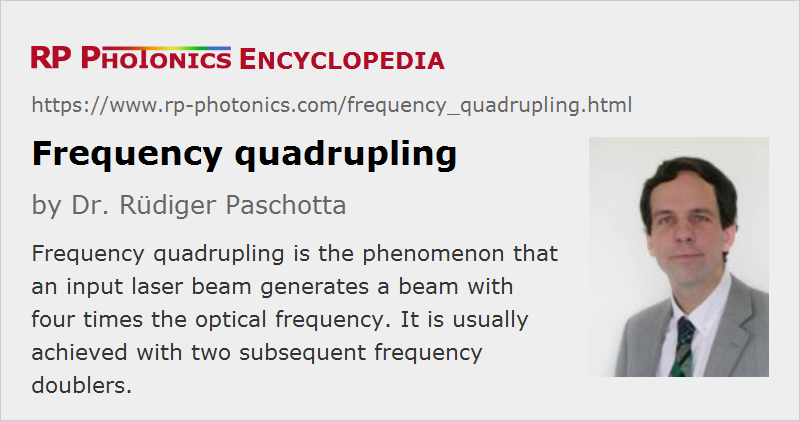 RP PHOTONICS ENCYCLOPEDIA
https://www.rp-photonics.com/frequency_quadrupling.html
Frequency quadrupling
by Dr. Rüdiger Paschotta
Frequency quadrupling is the phenomenon that
an input laser beam generates a beam with
four times the optical frequency. It is usually
achieved with two subsequent frequency
doublers.